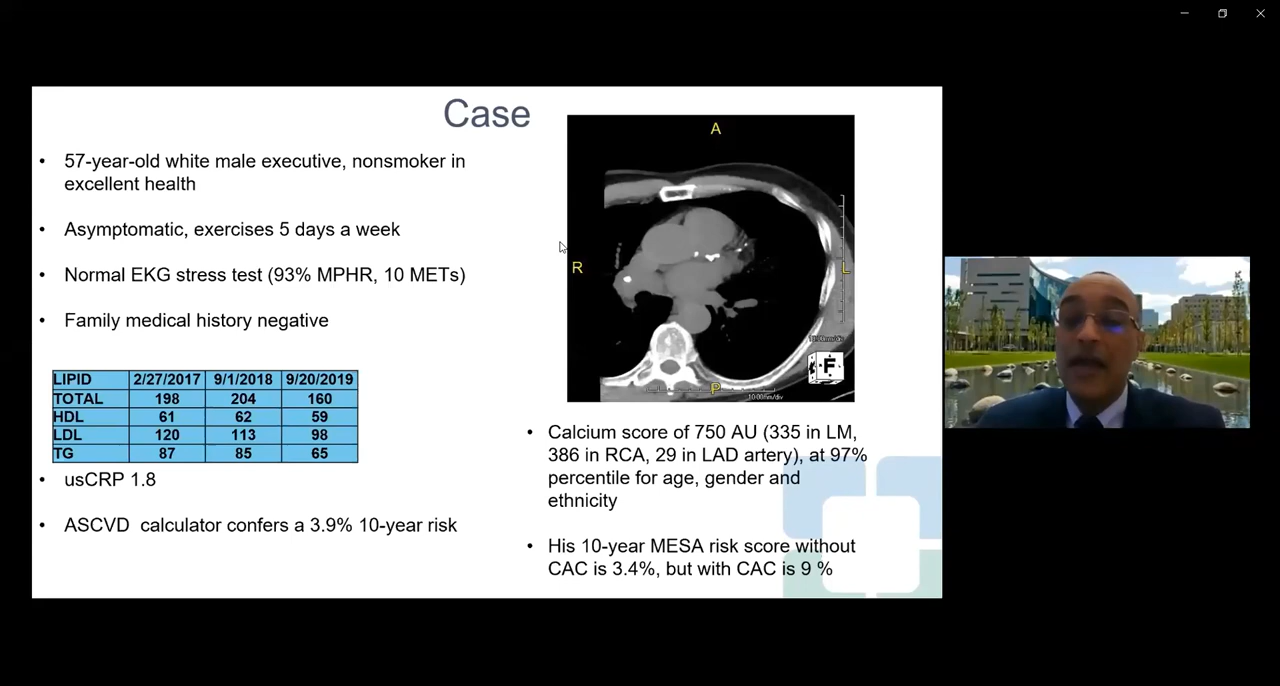 Case
• 57-year-old white male executive, nonsmoker in
excellent health
• Asymptomatic, exercises 5 days a week
• Normal EKG stress test (93% MPHR, 10 METs)
• Family medical history negative
LIPID 2/27/2017 9/1/2018 9/20/2019
TOTAL 198 204 160
HDL 61 62 59
LDL 120 113 98
TG 87 85 65
• usCRP 1.8
• ASCVD calculator confers a 3.9% 10-year risk
A
R
L
F
P
• Calcium score of 750 AU (335 in LM,
386 in RCA, 29 in LAD artery), at 97%
percentile for age, gender and
ethnicity
• His 10-year MESA risk score without
CAC is 3.4%, but with CAC is 9 %